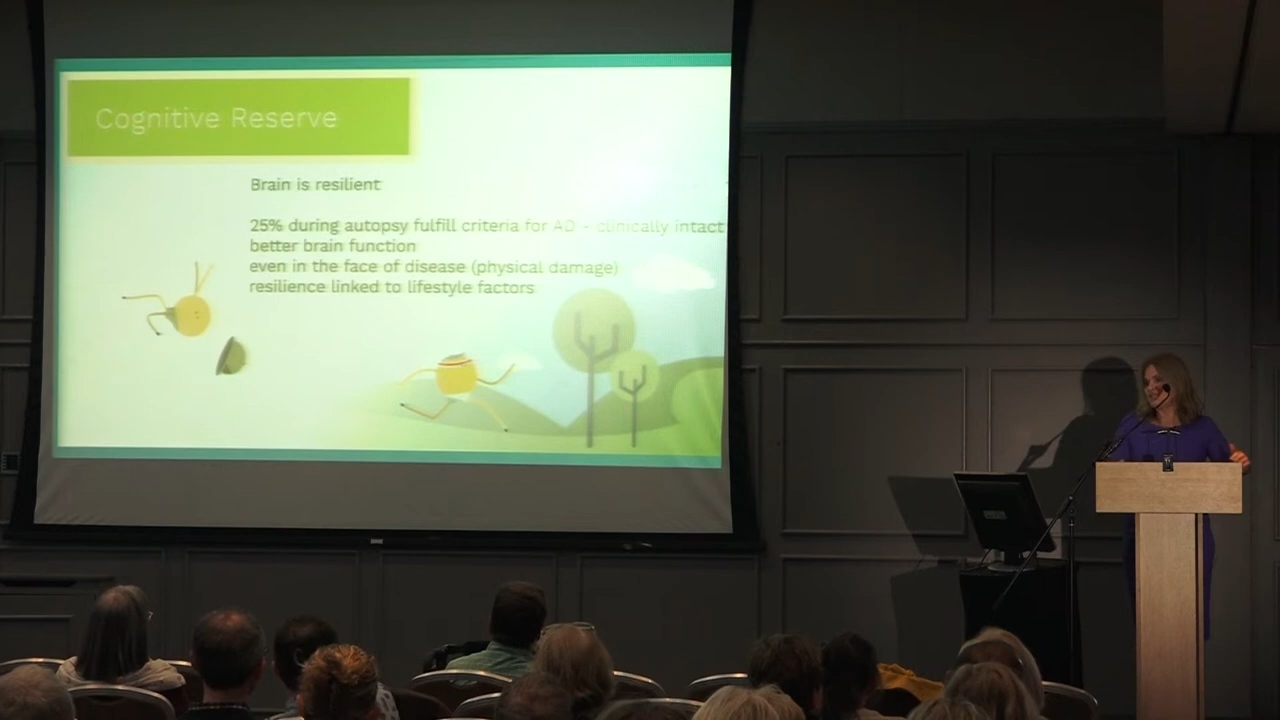 Cognitive Reserve
Brain is resilient
25% during autopsy fulfill criteria for AD - clinically intact
better brain function
even in the face of disease (physical damage)
resilience linked to lifestyle factors